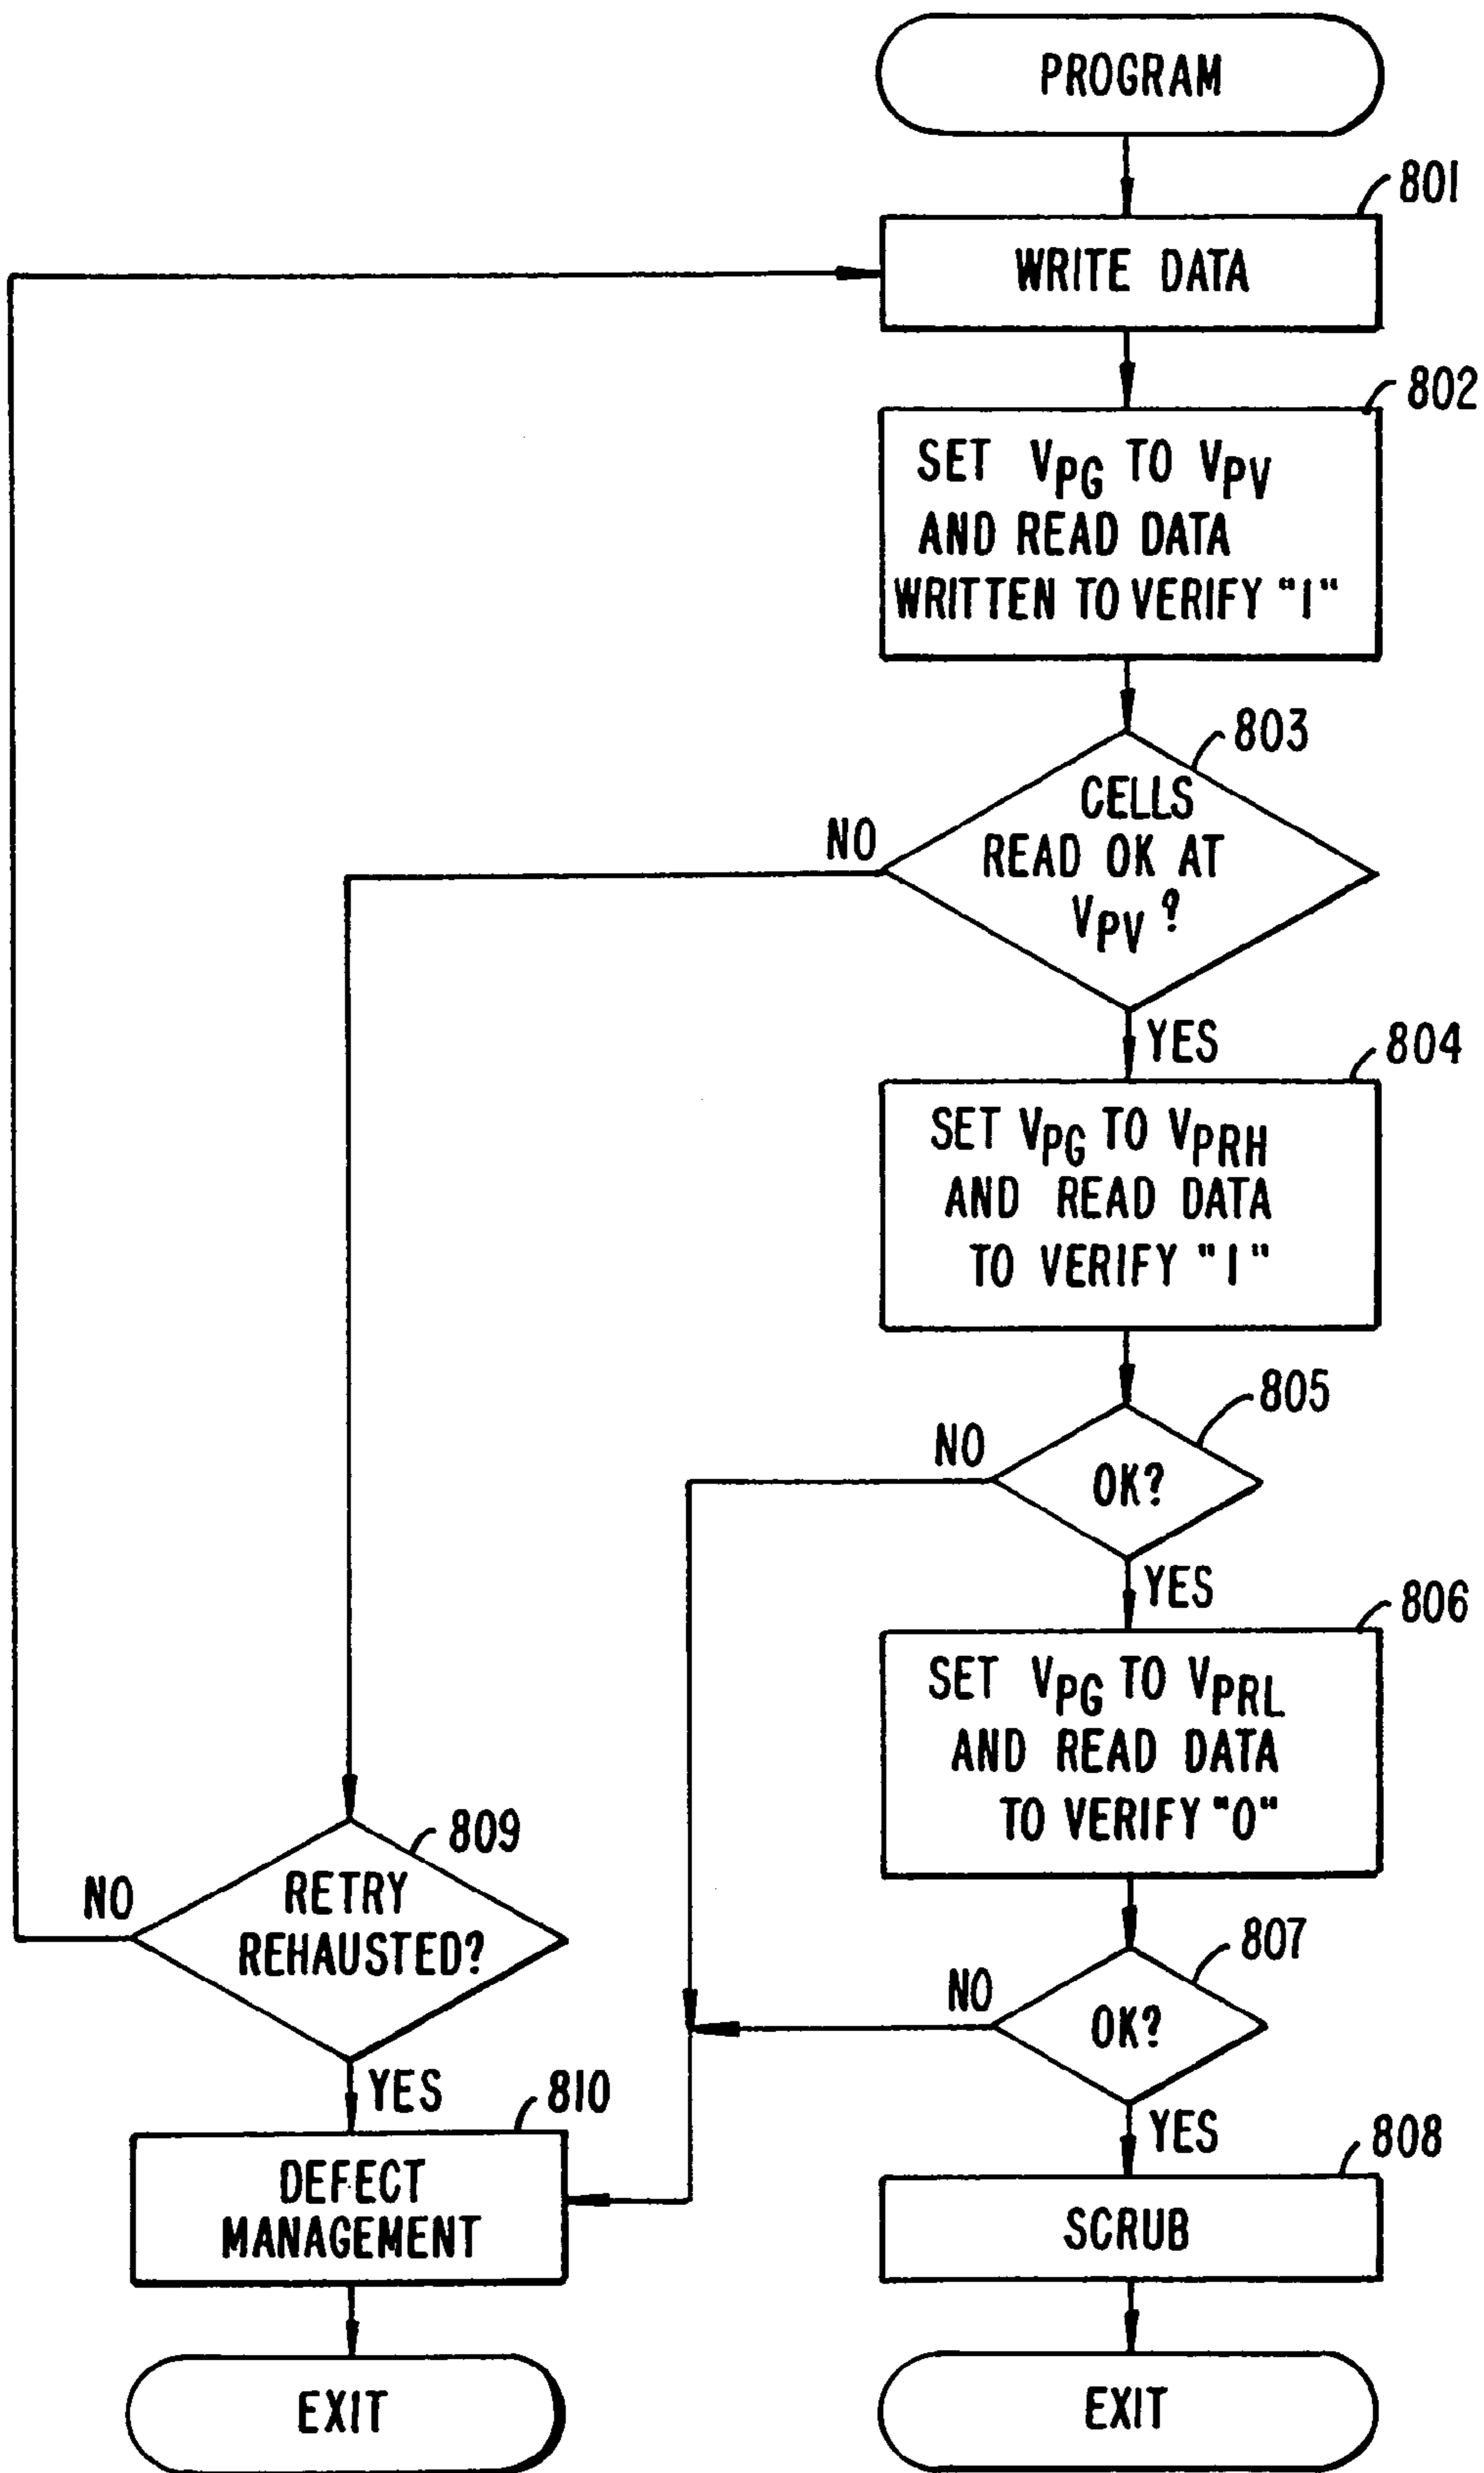 PROGRAM
801
WRITE DATA
802
SET VPG TO VPV
AND READ DATA
WRITTEN TO VERIFY "1"
803
CELLS
READ OK AT
VPV ?
NO
YES
804
SET VPG TO VPRH
AND READ DATA
TO VERIFY "1"
805
NO
OK?
YES
806
SET VPG TO VPRL
AND READ DATA
TO VERIFY "0"
809
RETRY
REHAUSTED?
NO
YES
807
NO
OK?
YES
810
DEFECT
MANAGEMENT
808
SCRUB
EXIT
EXIT